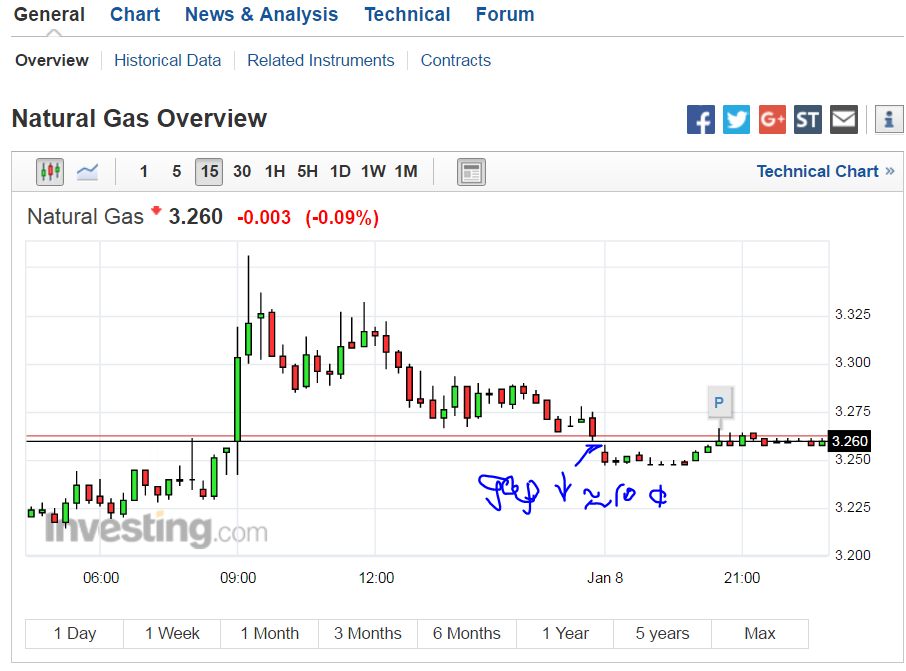 General Chart News & Analysis Technical Forum
Overview Historical Data Related Instruments Contracts
Natural Gas Overview
f G+ ST i
1 5 15 30 1H 5H 1D 1W 1M Technical Chart »
Natural Gas 3.260 -0.003 (-0.09%)
3.325
3.300
P
3.275
3.260
3.250
Gap ↓ ≈ 10 ¢
3.225
Investing.com
3.200
06:00 09:00 12:00 Jan 8 21:00
1 Day 1 Week 1 Month 3 Months 6 Months 1 Year 5 years Max